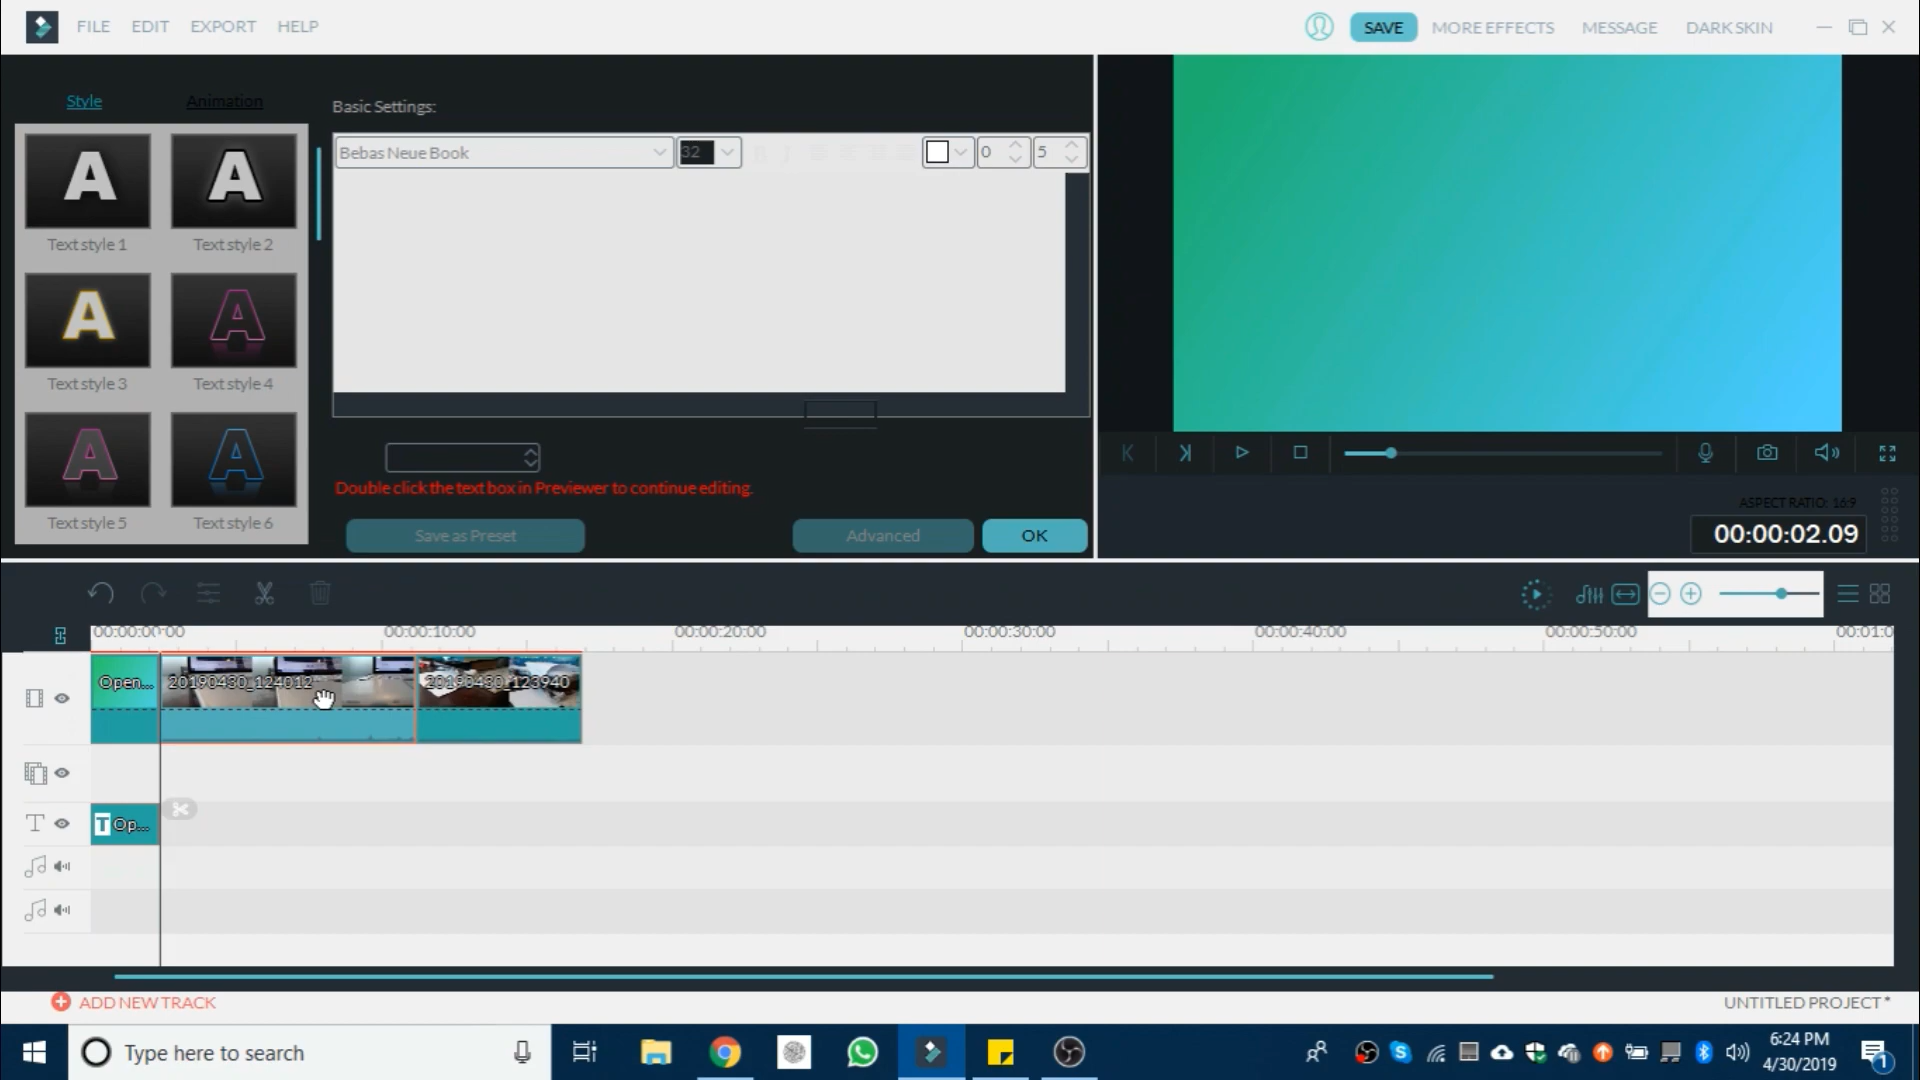 FILE EDIT EXPORT HELP SAVE MORE EFFECTS MESSAGE DARK SKIN
Style Animation
Basic Settings:
Bebas Neue Book 32 B I 0 5
A A
Text style 1 Text style 2
A A
Text style 3 Text style 4
A A
Text style 5 Text style 6
Double click the text box in Previewer to continue editing.
Save as Preset Advanced OK
ASPECT RATIO: 16:9
00:00:02.09
00:00:00:00 00:00:10:00 00:00:20:00 00:00:30:00 00:00:40:00 00:00:50:00 00:01:0
Open... 20190430_124012 20190430_123940
T T Op...
ADD NEW TRACK UNTITLED PROJECT *
Type here to search
6:24 PM
4/30/2019
1